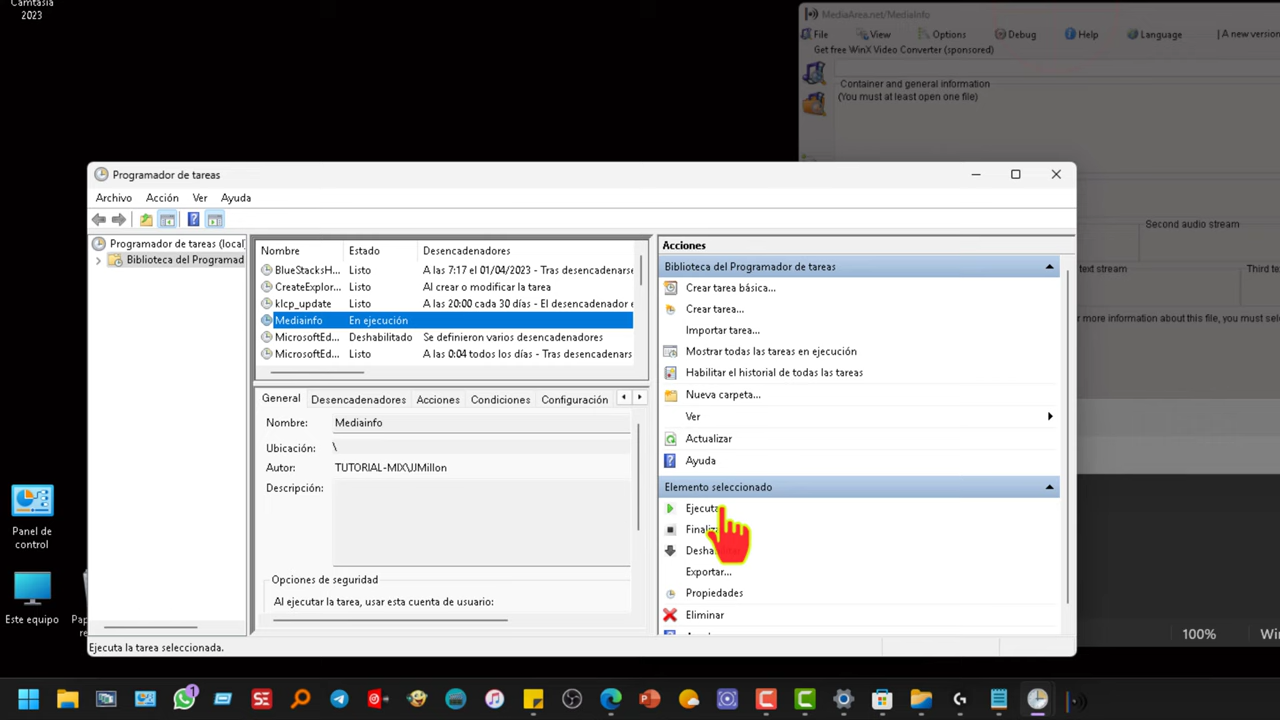 Camtasia
2023
MediaArea.net/MediaInfo
File View Options Debug Help Language A new version
Get free WinX Video Converter (sponsored)
Container and general information
(You must at least open one file)
Second audio stream
text stream
Third
more information about this file, you must
Programador de tareas
Archivo Acción Ver Ayuda
Programador de tareas (local
Biblioteca del Programad
Nombre Estado Desencadenadores
BlueStacksH... Listo A las 7:17 el 01/04/2023 - Tras desencadenarse
CreateExplor... Listo Al crear o modificar la tarea
klcp_update Listo A las 20:00 cada 30 días - El desencadenador e
Mediainfo En ejecución
MicrosoftEd... Deshabilitado Se definieron varios desencadenadores
MicrosoftEd... Listo A las 0:04 todos los días - Tras desencadenars
General Desencadenadores Acciones Condiciones Configuración
Nombre: Mediainfo
Ubicación: \
Autor: TUTORIAL-MIX\JJMillon
Descripción:
Opciones de seguridad
Al ejecutar la tarea, usar esta cuenta de usuario:
Acciones
Biblioteca del Programador de tareas
Crear tarea básica...
Crear tarea...
Importar tarea...
Mostrar todas las tareas en ejecución
Habilitar el historial de todas las tareas
Nueva carpeta...
Ver
Actualizar
Ayuda
Elemento seleccionado
Ejecuta
Finaliz
Desha
Exportar...
Propiedades
Eliminar
Ejecuta la tarea seleccionada.
Panel de
control
Este equipo
Pap
re
100% Win
1